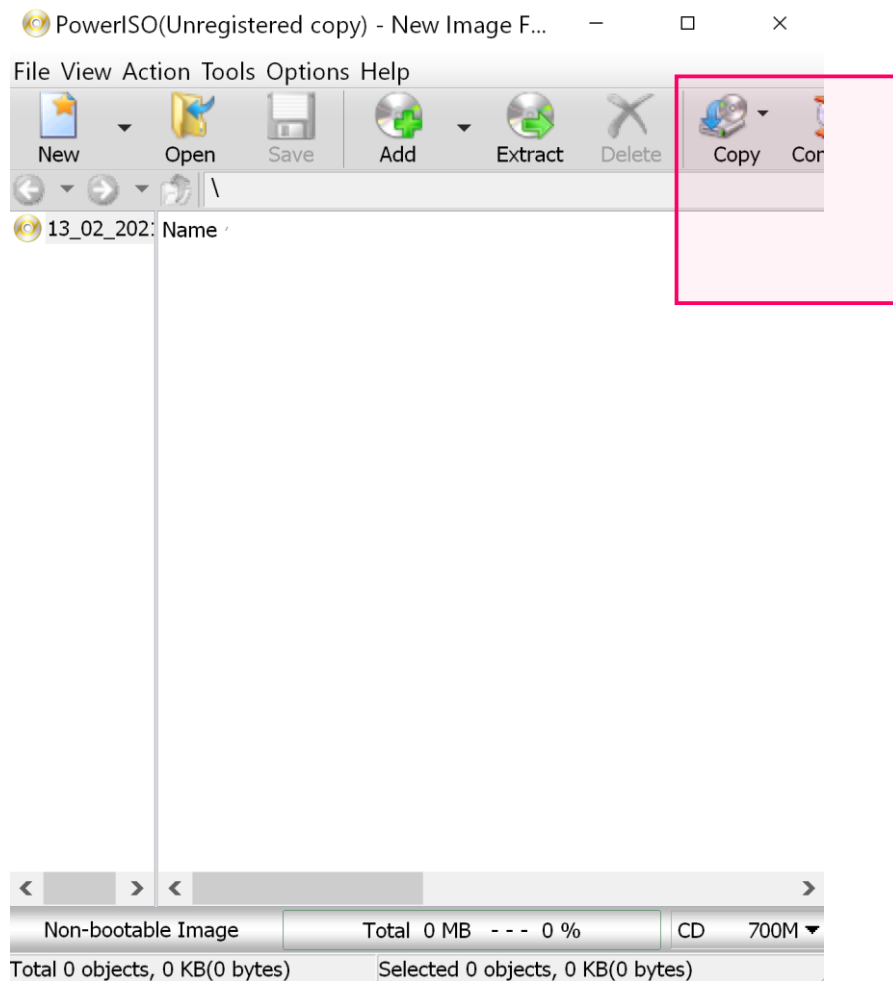 PowerISO(Unregistered copy) - New Image F...
File View Action Tools Options Help
New Open Save Add Extract Delete Copy Con
\
13_02_202 Name
Non-bootable Image Total 0 MB - - - 0 % CD 700M
Total 0 objects, 0 KB(0 bytes) Selected 0 objects, 0 KB(0 bytes)